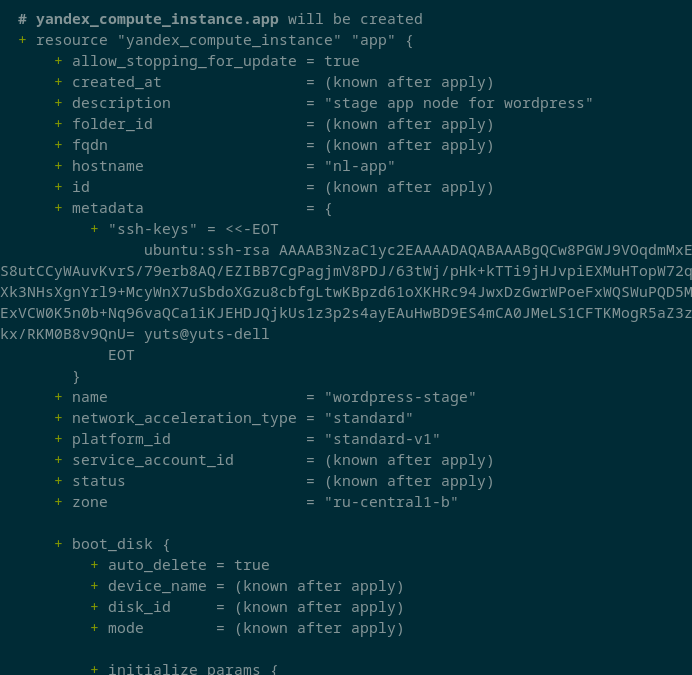 # yandex_compute_instance.app will be created
+ resource "yandex_compute_instance" "app" {
+ allow_stopping_for_update = true
+ created_at = (known after apply)
+ description = "stage app node for wordpress"
+ folder_id = (known after apply)
+ fqdn = (known after apply)
+ hostname = "nl-app"
+ id = (known after apply)
+ metadata = {
+ "ssh-keys" = <<-EOT
ubuntu:ssh-rsa AAAAB3NzaC1yc2EAAAADAQABAAABgQCw8PGWJ9VOqdmMxE
S8utCCyWAuvKvrS/79erb8AQ/EZIBB7CgPagjmV8PDJ/63tWj/pHk+kTTi9jHJvpiEXMuHTopW72q
Xk3NHsXgnYrl9+McyWnX7uSbdoXGzu8cbfgLtwKBpzd61oXKHRc94JwxDzGwrWPoeFxWQSWuPQD5M
ExVCW0K5n0b+Nq96vaQCa1iKJEHDJQjkUs1z3p2s4ayEAuHwBD9ES4mCA0JMeLS1CFTKMogR5aZ3z
kx/RKM0B8v9QnU= yuts@yuts-dell
EOT
}
+ name = "wordpress-stage"
+ network_acceleration_type = "standard"
+ platform_id = "standard-v1"
+ service_account_id = (known after apply)
+ status = (known after apply)
+ zone = "ru-central1-b"
+ boot_disk {
+ auto_delete = true
+ device_name = (known after apply)
+ disk_id = (known after apply)
+ mode = (known after apply)
+ initialize_params {